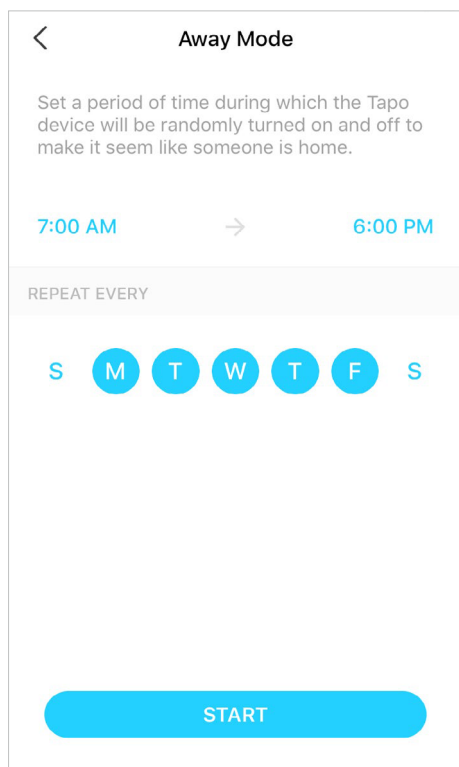 Away Mode
Set a period of time during which the Tapo
device will be randomly turned on and off to
make it seem like someone is home.
7:00 AM → 6:00 PM
REPEAT EVERY
S M T W T F S
START